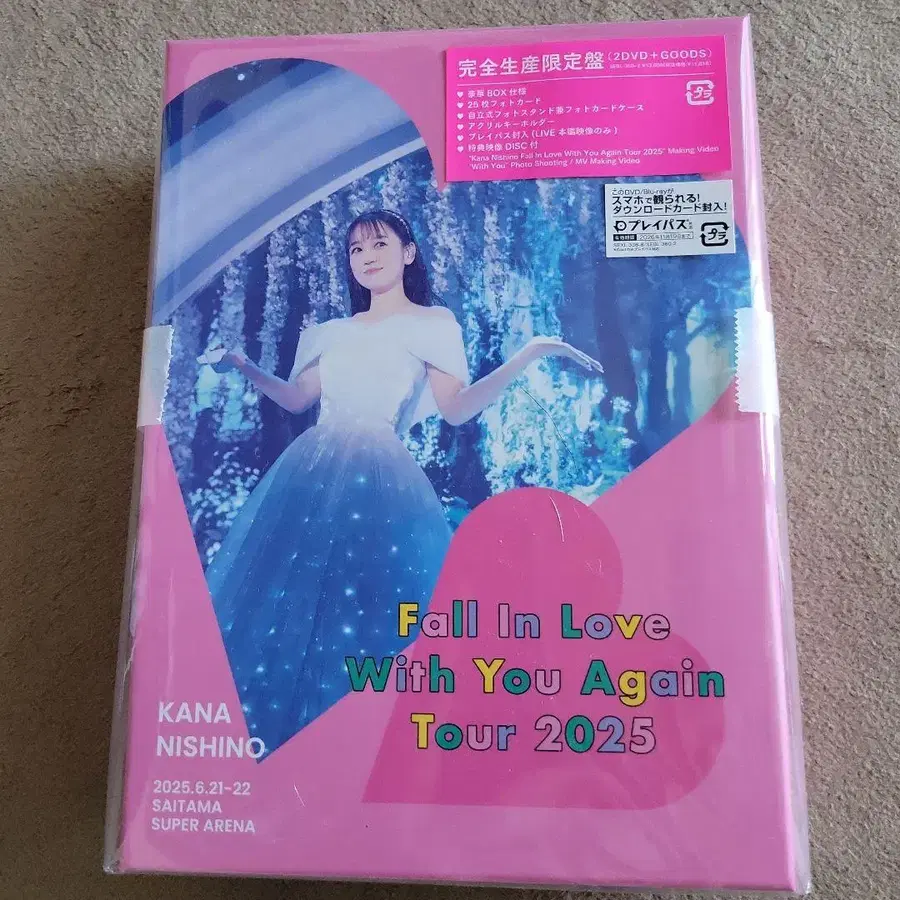 完全生産限定盤(2DVD+GOODS)
♥ 豪華BOX仕様
♥ 25枚フォトカード
♥ 自立式フォトスタンド兼フォトカードケース
♥ アクリルキーホルダー
♥ プレイパス封入(LIVE本編映像のみ)
♥ 特典映像DISC付
"Kana Nishino Fall In Love With You Again Tour 2025" Making Video
"With You" Photo Shooting / MV Making Video
プラ
このDVD/Blu-rayが
スマホで観られる!
ダウンロードカード封入!
プレイパス
プラ
Fall In Love
With You Again
Tour 2025
KANA
NISHINO
2025.6.21-22
SAITAMA
SUPER ARENA